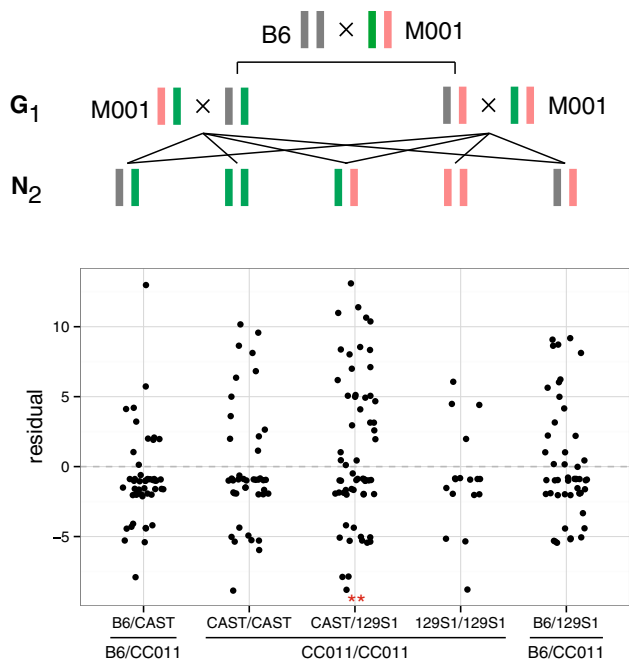 B6 × M001
G1 M001 × × M001
N2
10
5
0
−5
residual
**
B6/CAST CAST/CAST CAST/129S1 129S1/129S1 B6/129S1
B6/CC011 CC011/CC011 B6/CC011